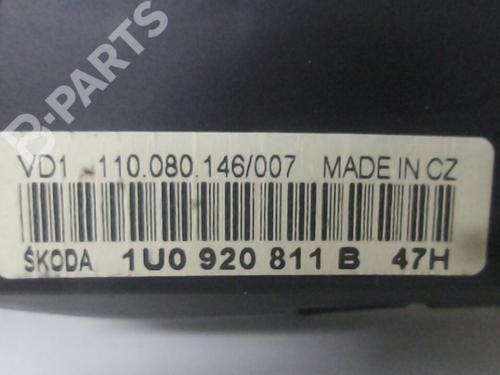 B-PARTS
VD1 110.080.146/007 MADE IN CZ
ŠKODA 1U0 920 811 B 47H